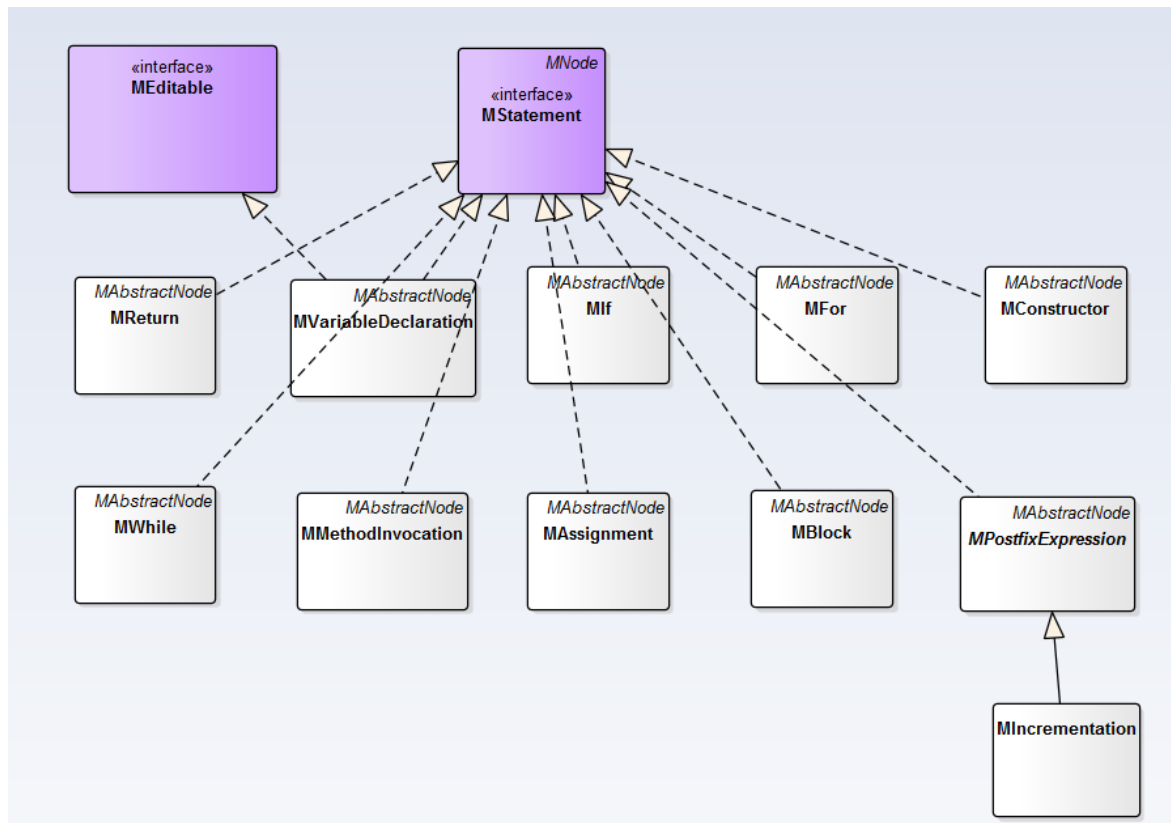 «interface»
MEditable
MNode
«interface»
MStatement
MAbstractNode
MReturn
MAbstractNode
MVariableDeclaration
MAbstractNode
MIf
MAbstractNode
MFor
MAbstractNode
MConstructor
MAbstractNode
MWhile
MAbstractNode
MMethodInvocation
MAbstractNode
MAssignment
MAbstractNode
MBlock
MAbstractNode
MPostfixExpression
MIncrementation